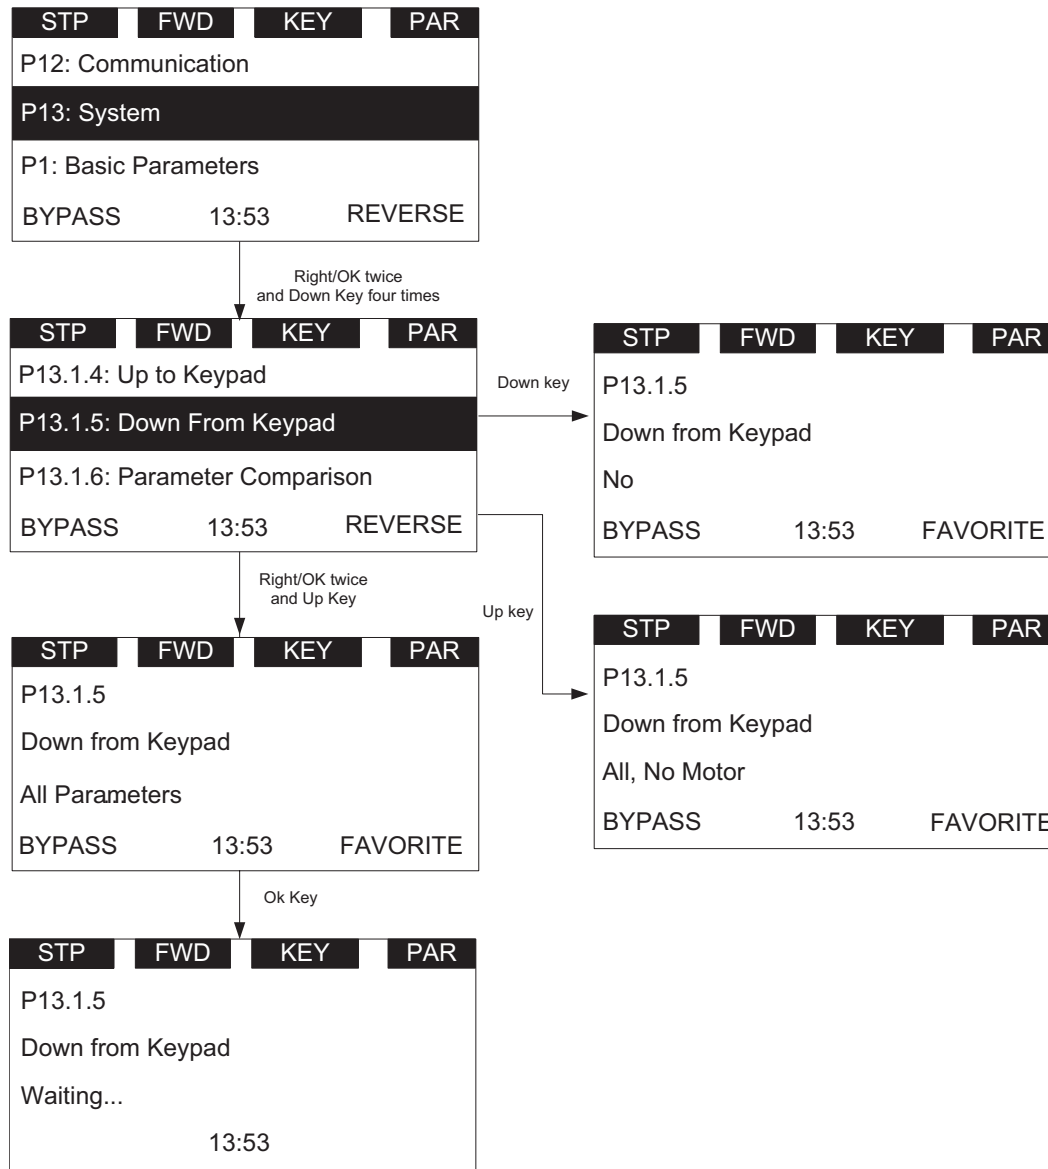 STP FWD KEY PAR
P12: Communication
P13: System
P1: Basic Parameters
BYPASS 13:53 REVERSE
Right/OK twice
and Down Key four times
STP FWD KEY PAR
P13.1.4: Up to Keypad
P13.1.5: Down From Keypad
P13.1.6: Parameter Comparison
BYPASS 13:53 REVERSE
Down key
STP FWD KEY PAR
P13.1.5
Down from Keypad
No
BYPASS 13:53 FAVORITE
Up key
STP FWD KEY PAR
P13.1.5
Down from Keypad
All, No Motor
BYPASS 13:53 FAVORITE
Right/OK twice
and Up Key
STP FWD KEY PAR
P13.1.5
Down from Keypad
All Parameters
BYPASS 13:53 FAVORITE
Ok Key
STP FWD KEY PAR
P13.1.5
Down from Keypad
Waiting...
13:53